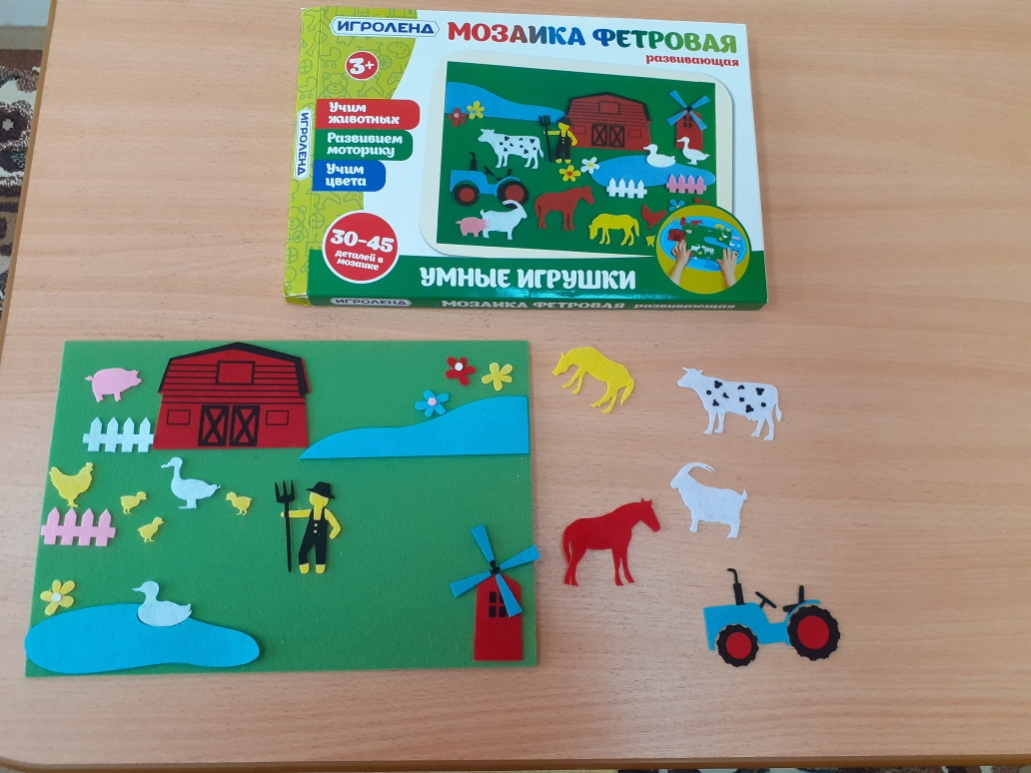 ИГРОЛЕНД
МОЗАИКА ФЕТРОВАЯ
развивающая
3+
Учим
животных
Развивием
моторику
Учим
цвета
ИГРОЛЕНД
30-45
деталей в
мозаике
УМНЫЕ ИГРУШКИ
ИГРОЛЕНД
МОЗАИКА ФЕТРОВАЯ развивающая